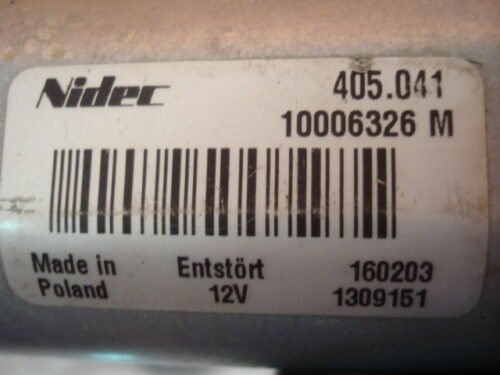 Nidec 405.041
10006326 M
Made in Entstört 160203
Poland 12V 1309151